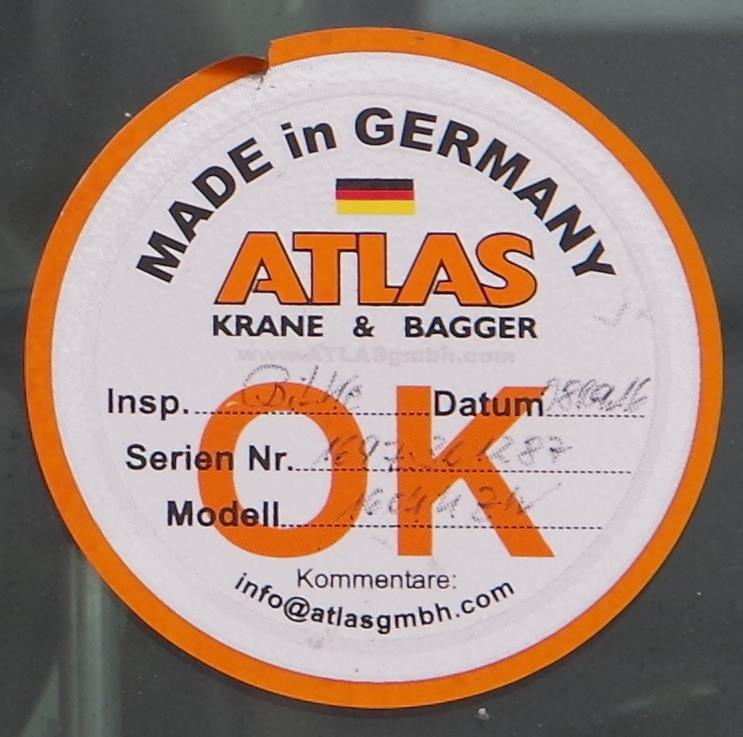 MADE in GERMANY
ATLAS
KRANE & BAGGER
www.ATLASgmbh.com
OK
Insp. Datum
Serien Nr.
Modell
Kommentare:
info@atlasgmbh.com